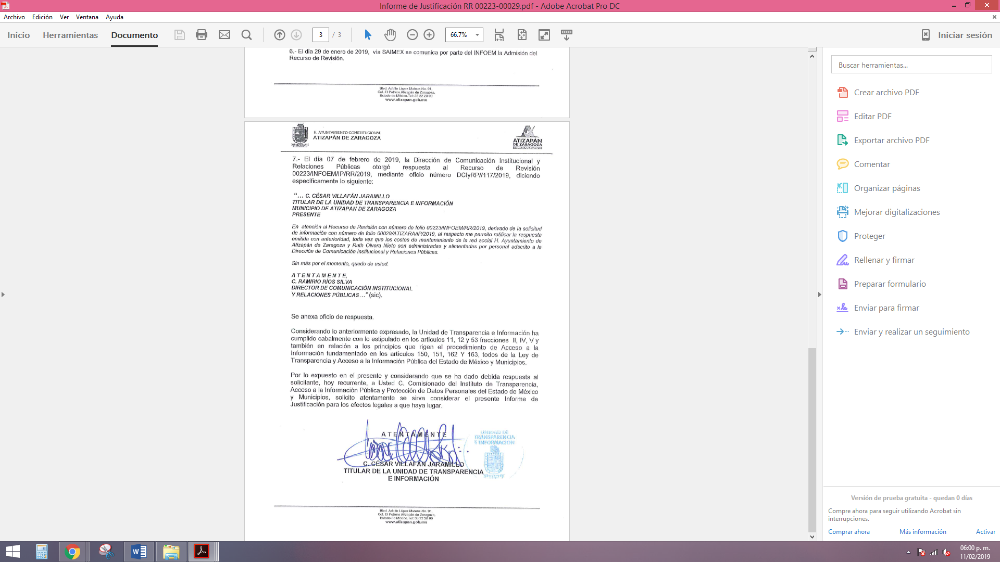 Informe de Justificación RR 00223-00029.pdf - Adobe Acrobat Pro DC
Archivo Edición Ver Ventana Ayuda
Inicio Herramientas Documento 3 / 3 66.7% Iniciar sesión
6.- El día 29 de enero de 2019, vía SAIMEX se comunica por parte del INFOEM la Admisión del
Recurso de Revisión.
Blvd. Adolfo López Mateos No. 91,
Col. El Potrero Atizapán de Zaragoza,
Estado de México.Tel: 36 22 28 00
www.atizapan.gob.mx
H. AYUNTAMIENTO CONSTITUCIONAL
ATIZAPÁN DE ZARAGOZA
ATIZAPÁN
DE ZARAGOZA
7.- El día 07 de febrero de 2019, la Dirección de Comunicación Institucional y
Relaciones Públicas otorgó respuesta al Recurso de Revisión
00223/INFOEM/IP/RR/2019, mediante oficio número DCIyRP//117/2019, diciendo
específicamente lo siguiente:
“… C. CÉSAR VILLAFÁN JARAMILLO
TITULAR DE LA UNIDAD DE TRANSPARENCIA E INFORMACIÓN
MUNICIPIO DE ATIZAPAN DE ZARAGOZA
PRESENTE
En atención al Recurso de Revisión con número de folio 00223/INFOEM/RR/2019, derivado de la solicitud
de información con número de folio 00029/ATIZARA/IP/2019, al respecto me permito ratificar la respuesta
emitida con anterioridad, toda vez que los costos de mantenimiento de la red social H. Ayuntamiento de
Atizapán de Zaragoza y Ruth Olvera Nieto son administradas y alimentadas por personal adscrito a la
Dirección de Comunicación Institucional y Relaciones Públicas.
Sin más por el momento, quedo de usted.
A T E N T A M E N T E,
C. RAMIRIO RÍOS SILVA
DIRECTOR DE COMUNICACIÓN INSTITUCIONAL
Y RELACIONES PÚBLICAS…” (sic).
Se anexa oficio de respuesta.
Considerando lo anteriormente expresado, la Unidad de Transparencia e Información ha
cumplido cabalmente con lo estipulado en los artículos 11, 12 y 53 fracciones II, IV, V y
también en relación a los principios que rigen el procedimiento de Acceso a la
Información fundamentado en los artículos 150, 151, 162 Y 163, todos de la Ley de
Transparencia y Acceso a la Información Pública del Estado de México y Municipios.
Por lo expuesto en el presente y considerando que se ha dado debida respuesta al
solicitante, hoy recurrente, a Usted C. Comisionado del Instituto de Transparencia,
Acceso a la Información Pública y Protección de Datos Personales del Estado de México
y Municipios, solicito atentamente se sirva considerar el presente Informe de
Justificación para los efectos legales a que haya lugar.
A T E N T A M E N T E
C. CÉSAR VILLAFÁN JARAMILLO
TITULAR DE LA UNIDAD DE TRANSPARENCIA
E INFORMACIÓN
UNIDAD DE
TRANSPARENCIA
E INFORMACION
Blvd. Adolfo López Mateos No. 91,
Col. El Potrero Atizapán de Zaragoza,
Estado de México.Tel: 36 22 28 00
www.atizapan.gob.mx
Buscar herramientas...
Crear archivo PDF
Editar PDF
Exportar archivo PDF
Comentar
Organizar páginas
Mejorar digitalizaciones
Proteger
Rellenar y firmar
Preparar formulario
Enviar para firmar
Enviar y realizar un seguimiento
Versión de prueba gratuita - quedan 0 días
Compre ahora para seguir utilizando Acrobat sin
interrupciones.
Comprar ahora Más información Activar
06:00 p. m.
11/02/2019